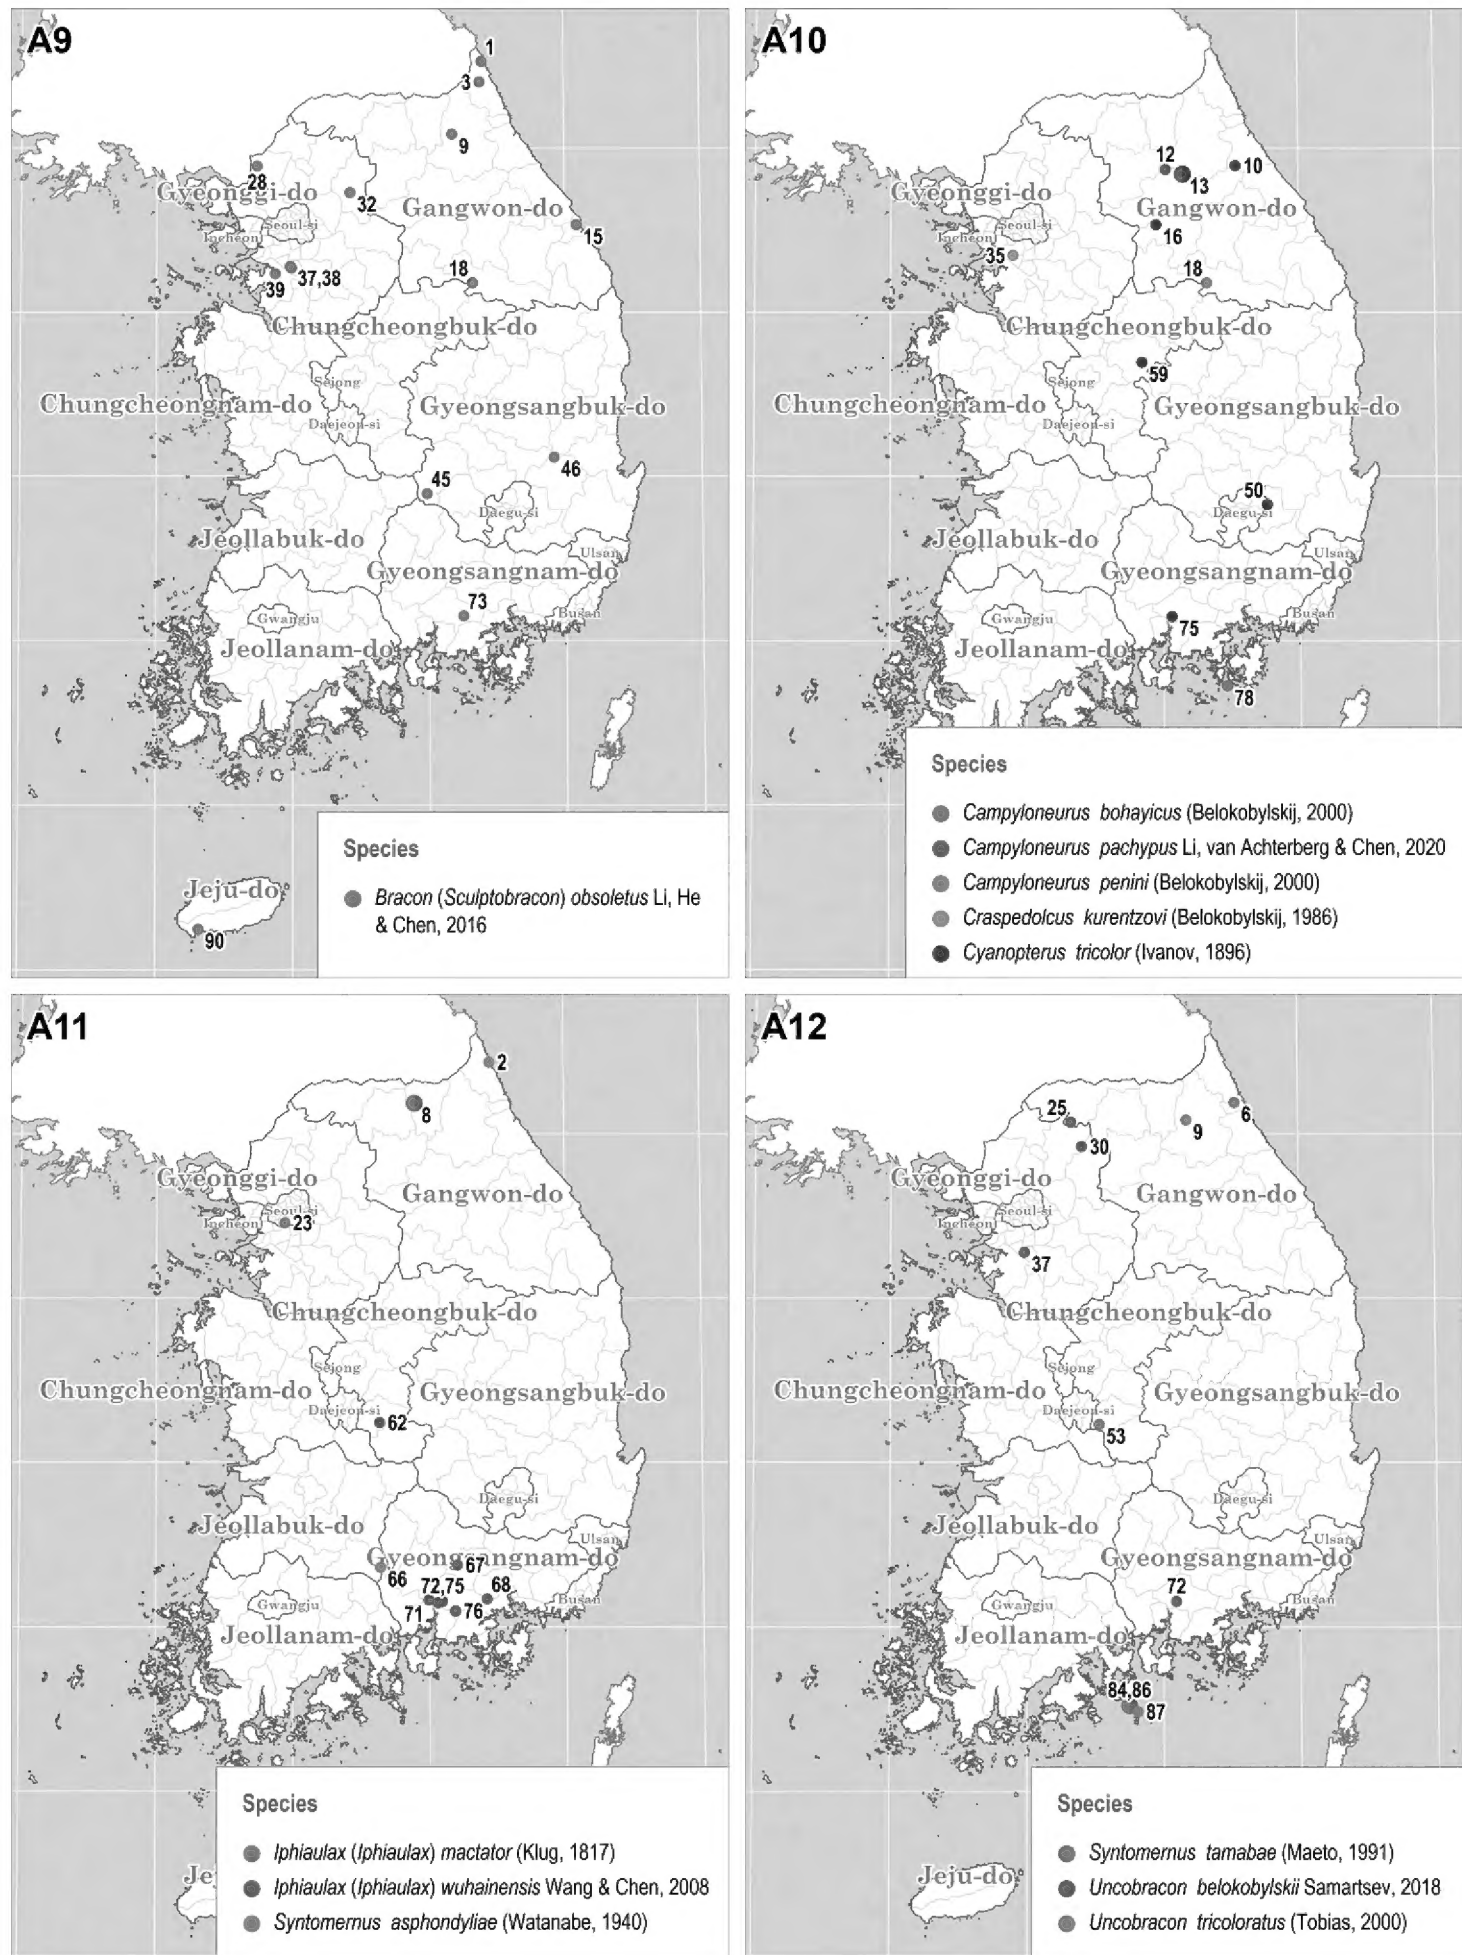 A9
1
3
9
28
Gyeonggi-do
32
Gangwon-do
Seoul-si
Incheon
15
37,38
39
18
Chungcheongbuk-do
Sejong
Chungcheongnam-do
Gyeongsangbuk-do
Daejeon-si
46
45
Daegu-si
Jeollabuk-do
Ulsan
Gyeongsangnam-do
73
Gwangju
Busan
Jeollanam-do
Jeju-do
90
Species
Bracon (Sculptobracon) obsoletus Li, He
& Chen, 2016
A10
12
10
13
Gyeonggi-do
Gangwon-do
Seoul-si
Incheon
16
35
18
Chungcheongbuk-do
59
Sejong
Chungcheongnam-do
Gyeongsangbuk-do
Daejeon-si
50
Daegu-si
Jeollabuk-do
Ulsan
Gyeongsangnam-do
Gwangju
Busan
75
Jeollanam-do
78
Species
Campyloneurus bohayicus (Belokobylskij, 2000)
Campyloneurus pachypus Li, van Achterberg & Chen, 2020
Campyloneurus penini (Belokobylskij, 2000)
Craspedolcus kurentzovi (Belokobylskij, 1986)
Cyanopterus tricolor (Ivanov, 1896)
A11
2
8
Gyeonggi-do
Gangwon-do
Seoul-si
Incheon
23
Chungcheongbuk-do
Sejong
Chungcheongnam-do
Gyeongsangbuk-do
Daejeon-si
62
Daegu-si
Jeollabuk-do
Ulsan
Gyeongsangnam-do
67
66
72,75
68
71
76
Gwangju
Busan
Jeollanam-do
Je
Species
Iphiaulax (Iphiaulax) mactator (Klug, 1817)
Iphiaulax (Iphiaulax) wuhainensis Wang & Chen, 2008
Syntomernus asphondyliae (Watanabe, 1940)
A12
25
6
9
30
Gyeonggi-do
Gangwon-do
Seoul-si
Incheon
37
Chungcheongbuk-do
Sejong
Chungcheongnam-do
Gyeongsangbuk-do
Daejeon-si
53
Daegu-si
Jeollabuk-do
Ulsan
Gyeongsangnam-do
72
Gwangju
Busan
Jeollanam-do
84,86
87
Jeju-do
Species
Syntomernus tamabae (Maeto, 1991)
Uncobracon belokobylskii Samartsev, 2018
Uncobracon tricoloratus (Tobias, 2000)